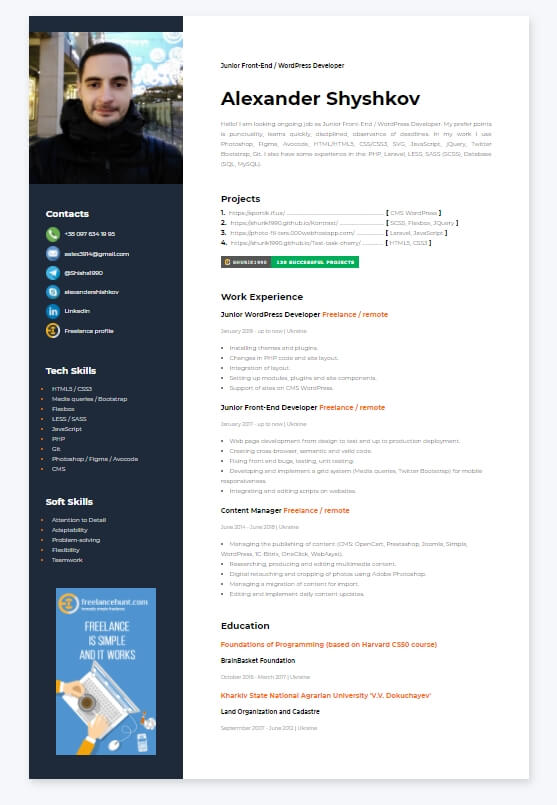 Contacts
+38 097 634 19 95
sales3914@gmail.com
@Shisha1990
alexandershishkov
Linkedin
Freelance profile
Tech Skills
HTML5 / CSS3
Media queries / Bootstrap
Flexbox
LESS / SASS
JavaScript
PHP
Git
Photoshop / Figma / Avocode
CMS
Soft Skills
Attention to Detail
Adaptability
Problem-solving
Flexibility
Teamwork
freelancehunt.com
FREELANCE
IS SIMPLE
AND IT WORKS
Junior Front-End / WordPress Developer
Alexander Shyshkov
Hello! I am looking ongoing job as Junior Front-End / WordPress Developer. My prefer points
is punctuality, learns quickly, disciplined, observance of deadlines. In my work I use
Photoshop, Figma, Avocode, HTML/HTML5, CSS/CSS3, SVG, JavaScript, jQuery, Twitter
Bootstrap, Git. I also have some experience in the: PHP, Laravel, LESS, SASS (SCSS), Database
(SQL, MySQL).
Projects
1. https://sportik.if.ua/ [ CMS WordPress ]
2. https://shurik1990.github.io/Kontrast/ [ SCSS, Flexbox, JQuery ]
3. https://photo-fli-ters.000webhostapp.com/ [ Laravel, JavaScript ]
4. https://shurik1990.github.io/Test-task-cherry/ [ HTML5, CSS3 ]
SHURIK1990 139 SUCCESSFUL PROJECTS
Work Experience
Junior WordPress Developer Freelance / remote
January 2018 - up to now | Ukraine
Installing themes and plugins.
Changes in PHP code and site layout.
Integration of layout.
Setting up modules, plugins and site components.
Support of sites on CMS WordPress.
Junior Front-End Developer Freelance / remote
January 2017 - up to now | Ukraine
Web page development from design to test and up to production deployment.
Creating cross-browser, semantic and valid code.
Fixing front end bugs, testing, unit testing.
Developing and implement a grid system (Media queries, Twitter Bootstrap) for mobile
responsiveness.
Integrating and editing scripts on websites.
Content Manager Freelance / remote
June 2014 - June 2018 | Ukraine
Managing the publishing of content (CMS: OpenCart, Prestashop, Joomla, Simpla,
WordPress, 1C-Bitrix, OneClick, WebAsyst).
Researching, producing and editing multimedia content.
Digital retouching and cropping of photos using Adobe Photoshop.
Managing a migration of content for import.
Editing and implement daily content updates.
Education
Foundations of Programming (based on Harvard CS50 course)
BrainBasket Foundation
October 2016 - March 2017 | Ukraine
Kharkiv State National Agrarian University 'V.V. Dokuchayev'
Land Organization and Cadastre
September 2007 - June 2012 | Ukraine